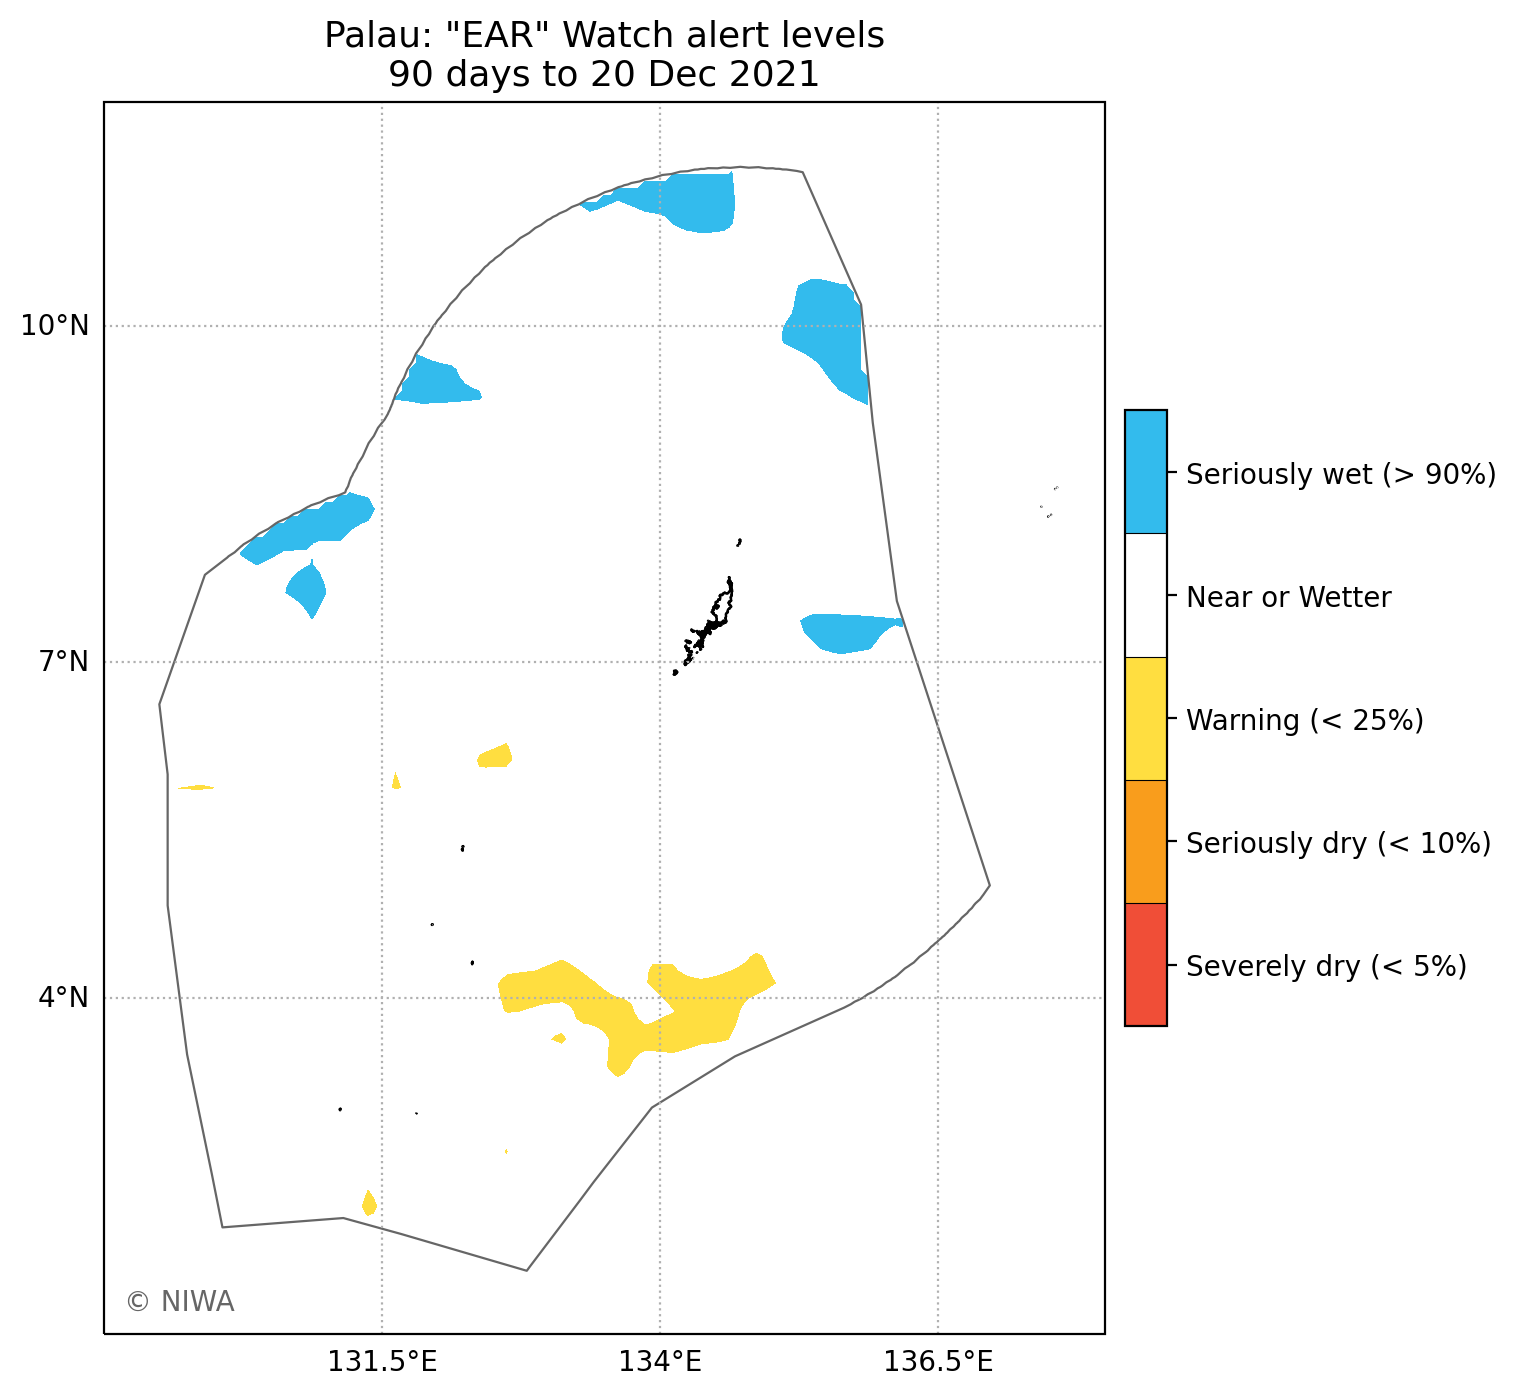 Palau: "EAR" Watch alert levels
90 days to 20 Dec 2021
10°N
7°N
4°N
131.5°E
134°E
136.5°E
Seriously wet (> 90%)
Near or Wetter
Warning (< 25%)
Seriously dry (< 10%)
Severely dry (< 5%)
© NIWA